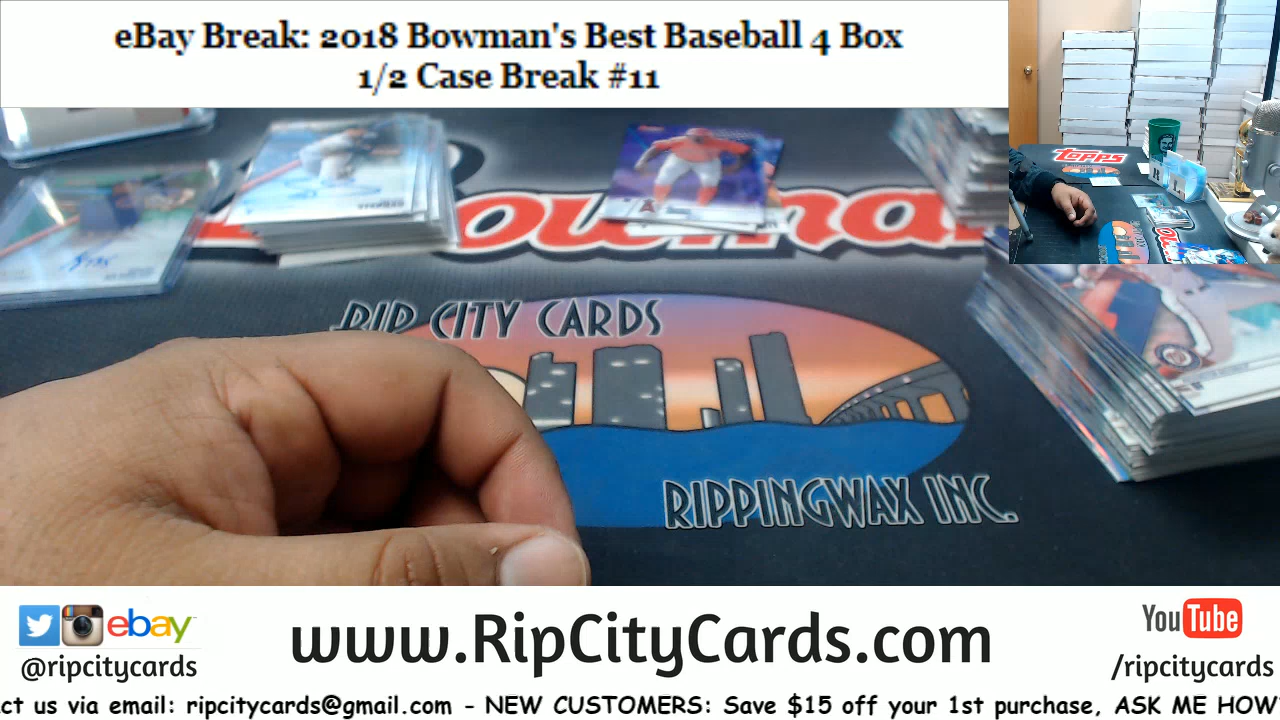 eBay Break: 2018 Bowman's Best Baseball 4 Box
1/2 Case Break #11
topps
Bowman
RIP CITY CARDS
RIPPINGWAX INC.
ebay
@ripcitycards
www.RipCityCards.com
YouTube
/ripcitycards
ct us via email: ripcitycards@gmail.com - NEW CUSTOMERS: Save $15 off your 1st purchase, ASK ME HOW